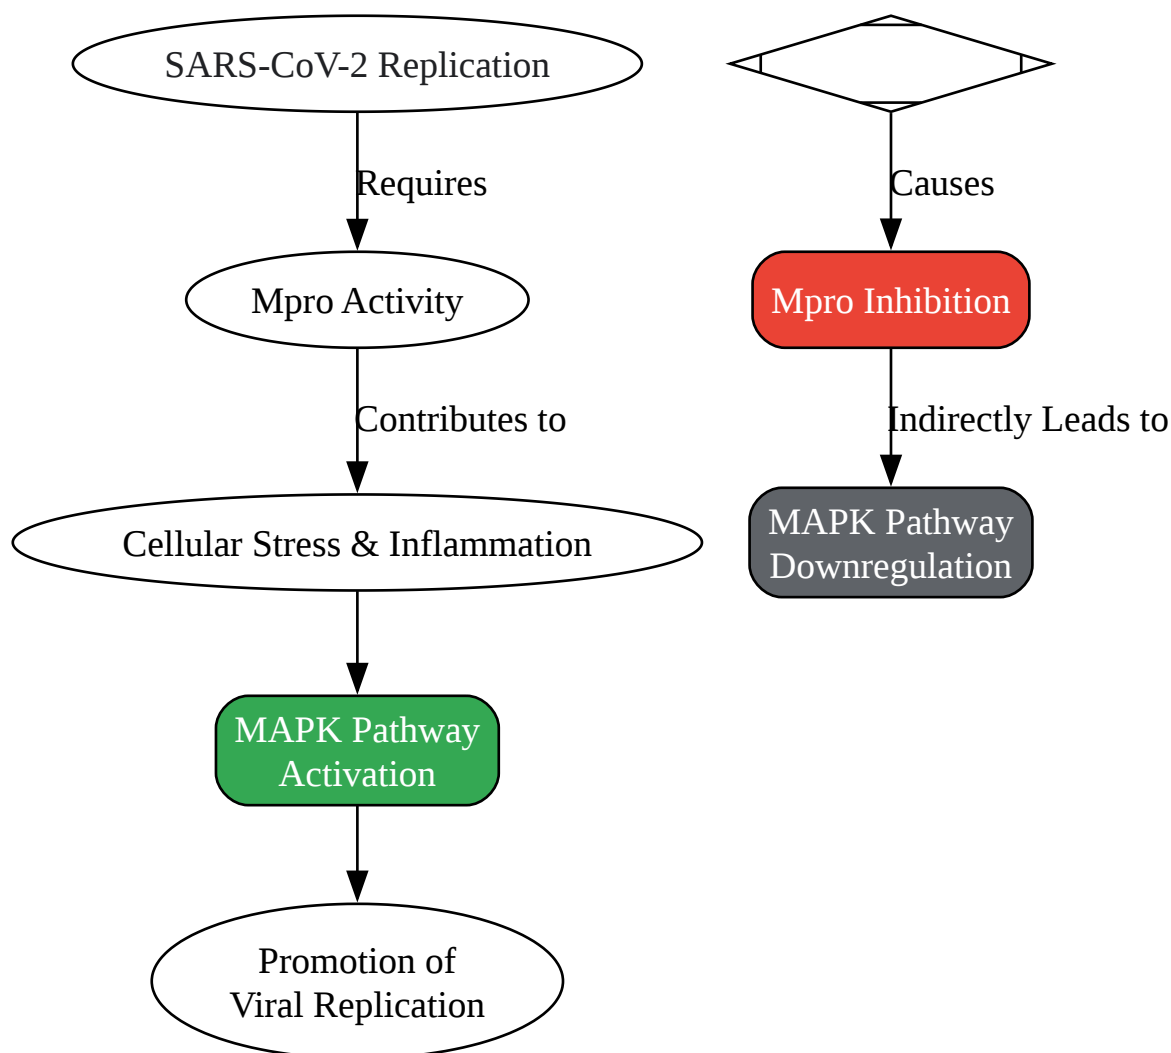 SARS-CoV-2 Replication
Requires
Causes
Mpro Activity
Mpro Inhibition
Contributes to
Indirectly Leads to
Cellular Stress & Inflammation
MAPK Pathway
Downregulation
MAPK Pathway
Activation
Promotion of
Viral Replication